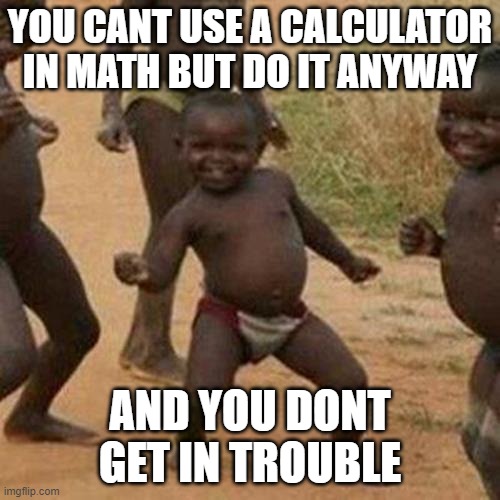 YOU CANT USE A CALCULATOR
IN MATH BUT DO IT ANYWAY
AND YOU DONT
GET IN TROUBLE
imgflip.com